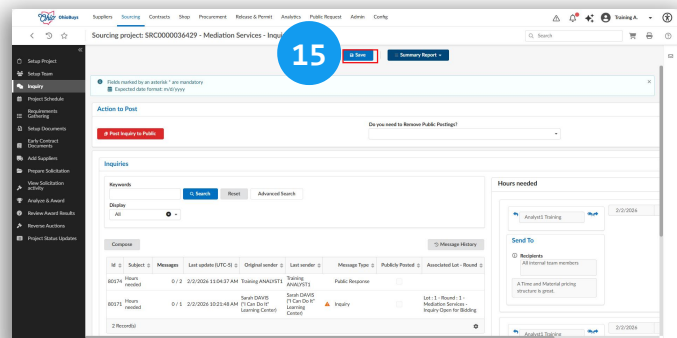 Ohio OhioBuys
Suppliers Sourcing Contracts Shop Procurement Release & Permit Analytics Public Request Admin Config
Training A.
Sourcing project: SRC0000036429 - Mediation Services - Inqui
Search
15
Save
Summary Report
Setup Project
Setup Team
Inquiry
Project Schedule
Requirements
Gathering
Setup Documents
Early Contract
Documents
Add Suppliers
Prepare Solicitation
View Solicitation
activity
Analyze & Award
Review Award Results
Reverse Auctions
Project Status Updates
Fields marked by an asterisk * are mandatory
Expected date format: m/d/yyyy
Action to Post
Do you need to Remove Public Postings?
Post Inquiry to Public
Inquiries
Keywords
Search Reset Advanced Search
Display
All
Compose
Message History
Id Subject Messages Last update (UTC-5) Original sender Last sender Message Type Publicly Posted Associated Lot - Round
80174 Hours needed 0 / 2 2/2/2026 11:04:37 AM Training ANALYST1 Training ANALYST1 Public Response
80171 Hours needed 0 / 1 2/2/2026 10:21:48 AM Sarah DAVIS ("I Can Do It" Learning Center) Sarah DAVIS ("I Can Do It" Learning Center) Inquiry Lot : 1 - Round : 1 - Mediation Services - Inquiry Open for Bidding
2 Record(s)
Hours needed
Analyst1 Training
2/2/2026
Send To
Recipients
All internal team members
A Time and Material pricing
structure is great.
Analyst1 Training
2/2/2026